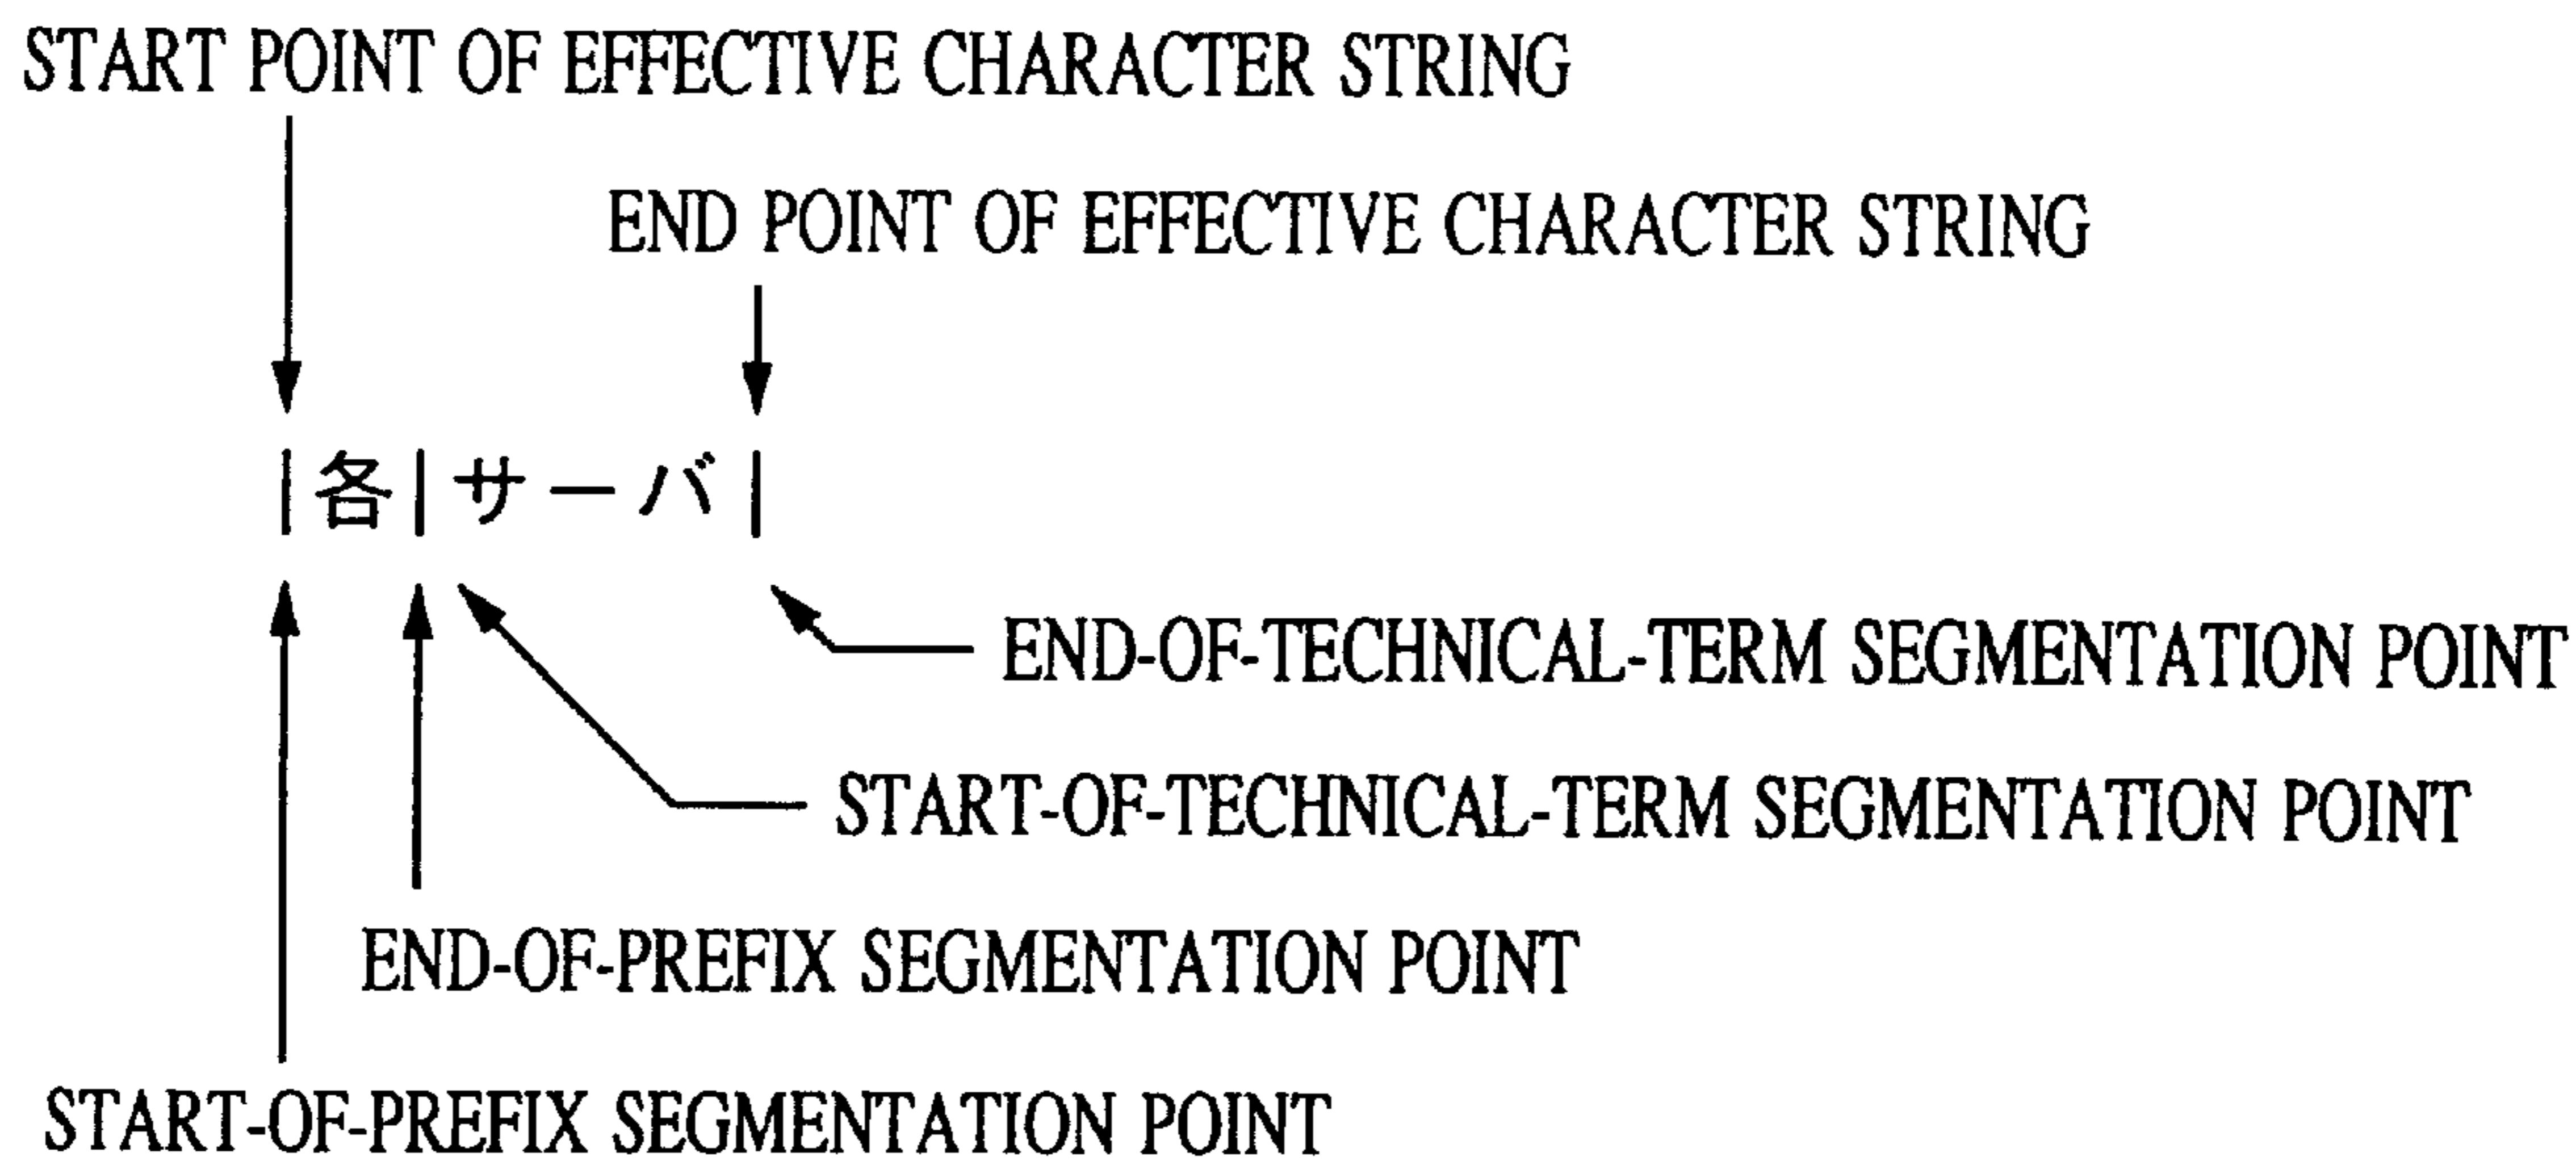 START POINT OF EFFECTIVE CHARACTER STRING
END POINT OF EFFECTIVE CHARACTER STRING
|各|サーバ|
END-OF-TECHNICAL-TERM SEGMENTATION POINT
START-OF-TECHNICAL-TERM SEGMENTATION POINT
END-OF-PREFIX SEGMENTATION POINT
START-OF-PREFIX SEGMENTATION POINT